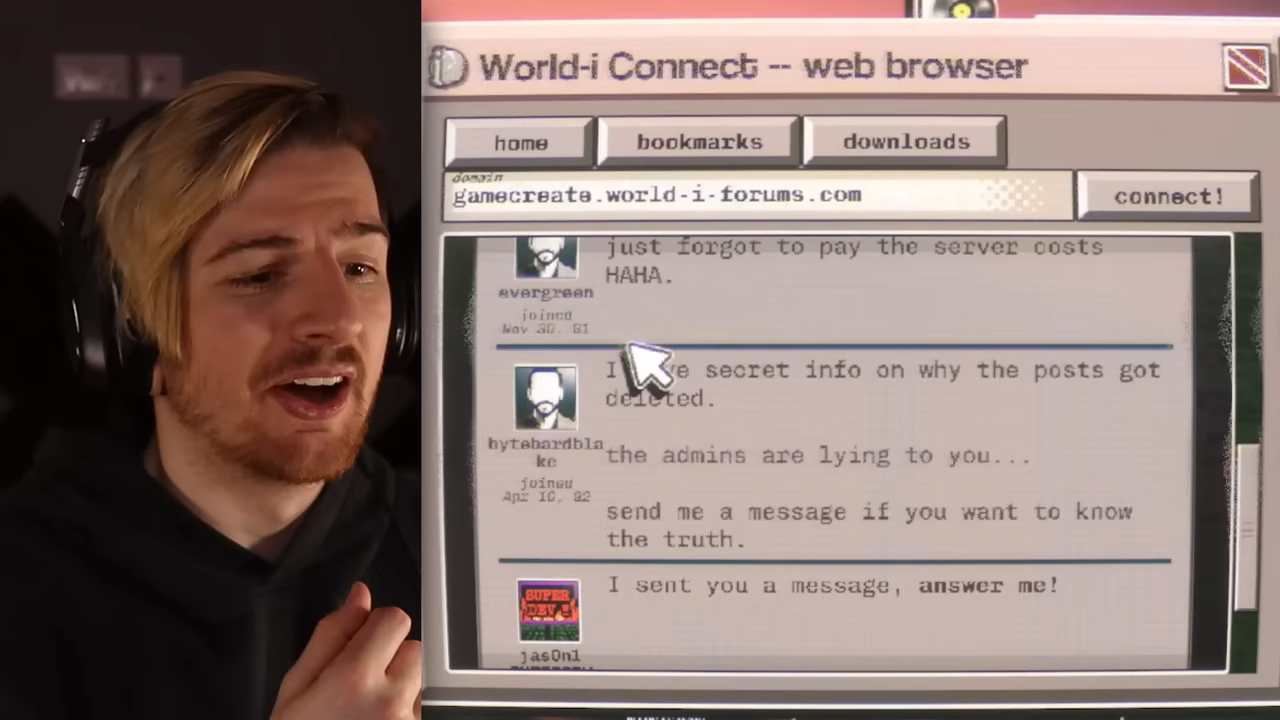 World-i Connect -- web browser
home
bookmarks
downloads
domain
gamecreate.world-i-forums.com
connect!
just forgot to pay the server costs
HAHA.
evergreen
joined
Nov 30, 81
I secret info on why the posts got
deleted.
bytebardbla
ke
joined
Apr 10, 82
the admins are lying to you...
send me a message if you want to know
the truth.
SUPER
DEV
I sent you a message, answer me!
jas0nl